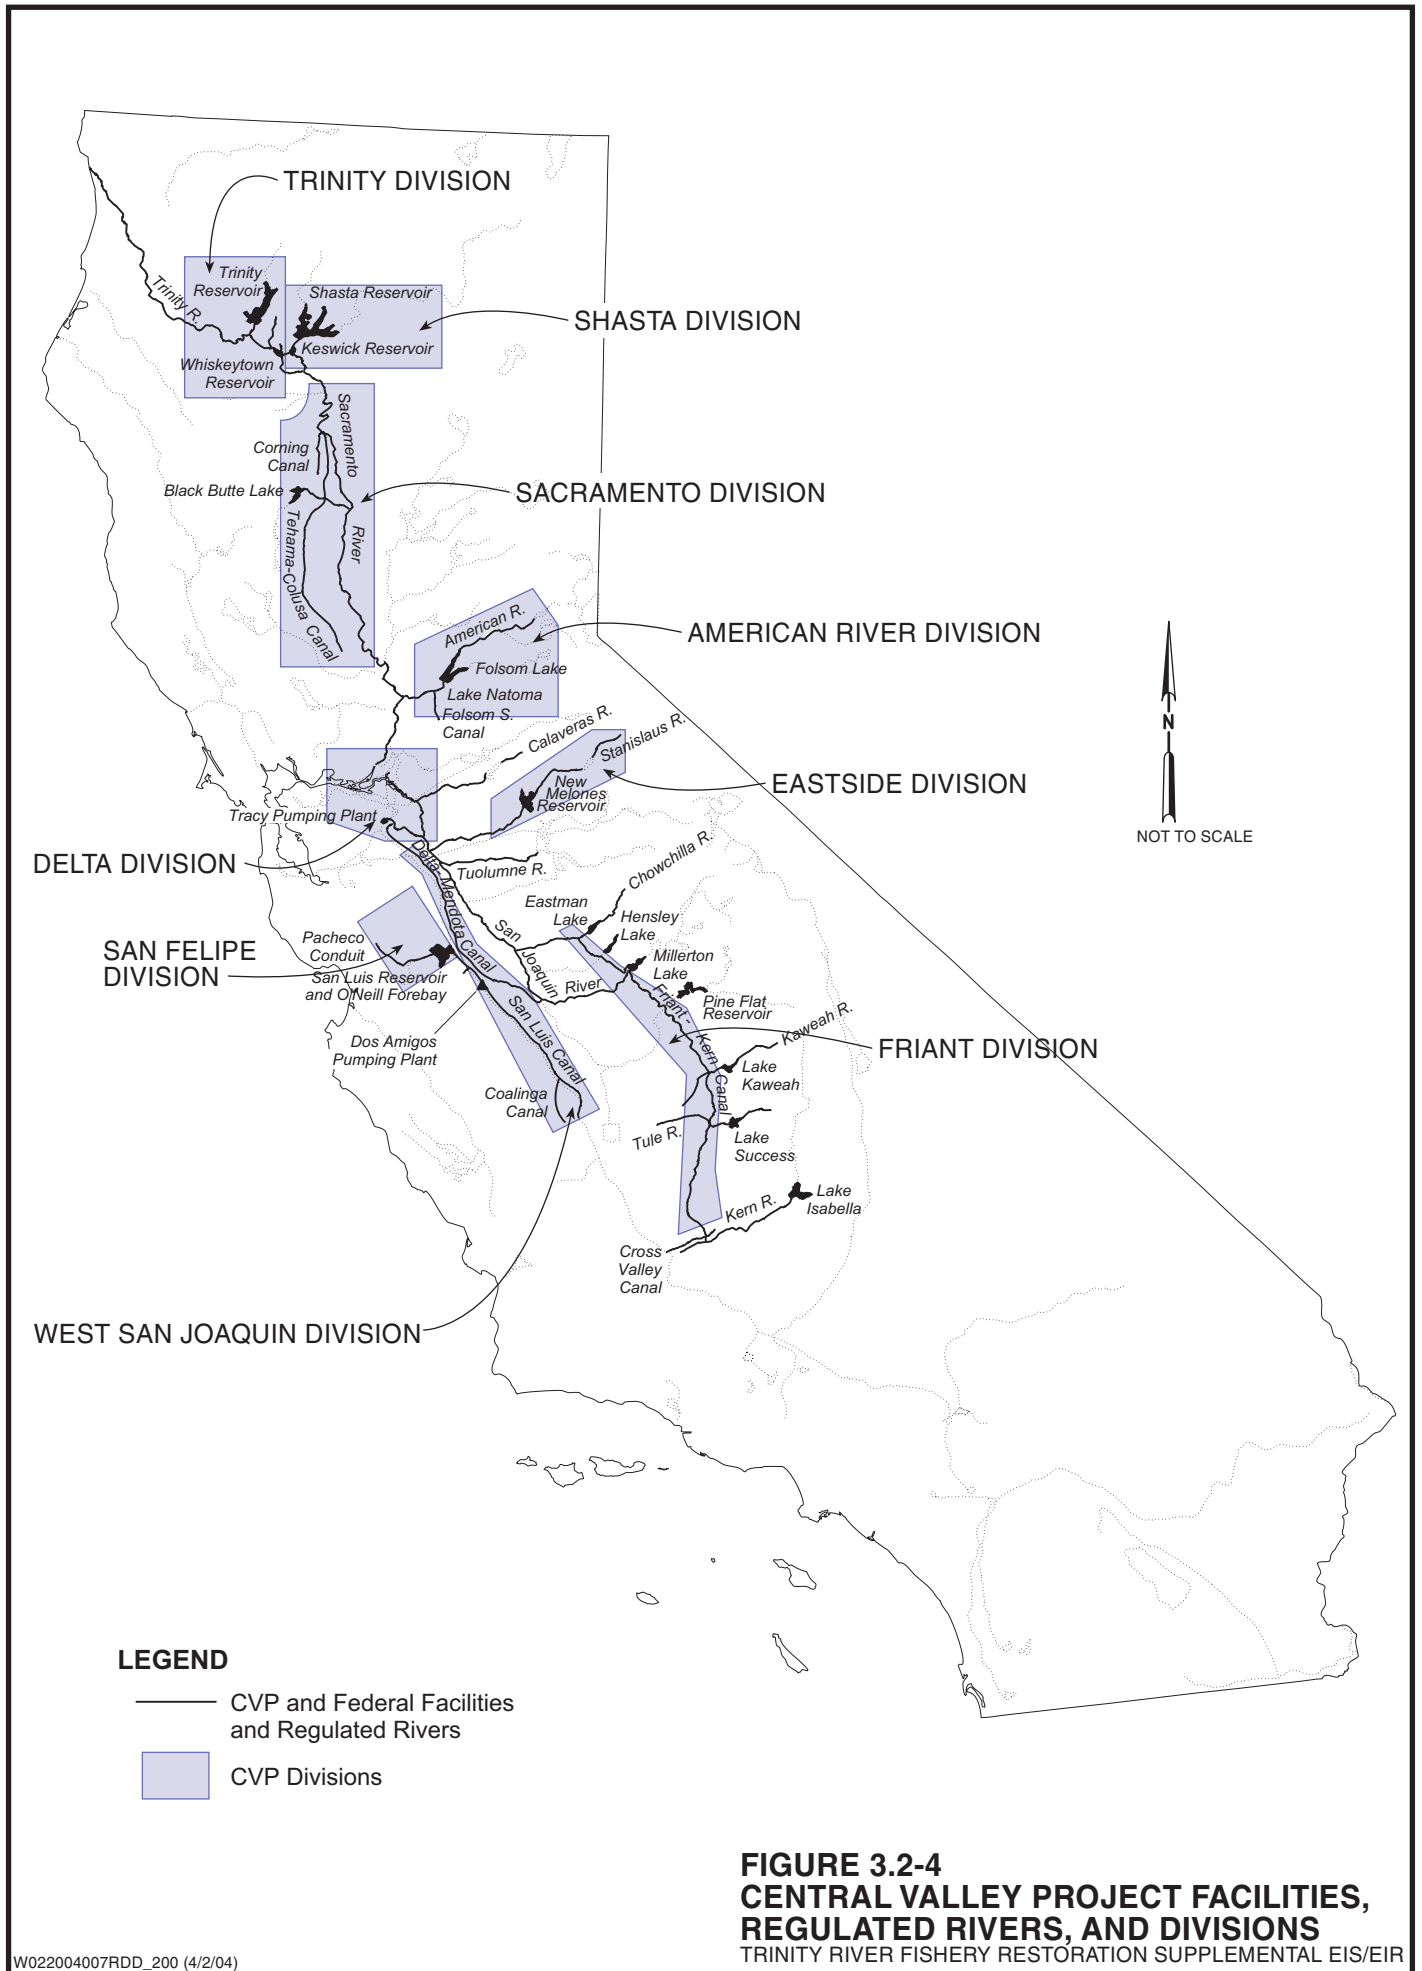 TRINITY DIVISION
Trinity
Reservoir
Trinity R.
Shasta Reservoir
SHASTA DIVISION
Keswick Reservoir
Whiskeytown
Reservoir
Sacramento
River
Corning
Canal
Black Butte Lake
SACRAMENTO DIVISION
Tehama-Colusa Canal
American R.
AMERICAN RIVER DIVISION
Folsom Lake
Lake Natoma
Folsom S.
Canal
Calaveras R.
Stanislaus R.
New
Melones
Reservoir
EASTSIDE DIVISION
Tracy Pumping Plant
DELTA DIVISION
Delta-Mendota Canal
Tuolumne R.
Chowchilla R.
Eastman
Lake
Hensley
Lake
San
Joaquin
River
Millerton
Lake
Pine Flat
Reservoir
Pacheco
Conduit
SAN FELIPE
DIVISION
San Luis Reservoir
and O'Neill Forebay
Dos Amigos
Pumping Plant
San Luis Canal
Coalinga
Canal
Friant-
Kern
Canal
Kaweah R.
FRIANT DIVISION
Lake
Kaweah
Tule R.
Lake
Success
Kern R.
Lake
Isabella
Cross
Valley
Canal
WEST SAN JOAQUIN DIVISION
N
NOT TO SCALE
LEGEND
CVP and Federal Facilities
and Regulated Rivers
CVP Divisions
FIGURE 3.2-4
CENTRAL VALLEY PROJECT FACILITIES,
REGULATED RIVERS, AND DIVISIONS
TRINITY RIVER FISHERY RESTORATION SUPPLEMENTAL EIS/EIR
W022004007RDD_200 (4/2/04)